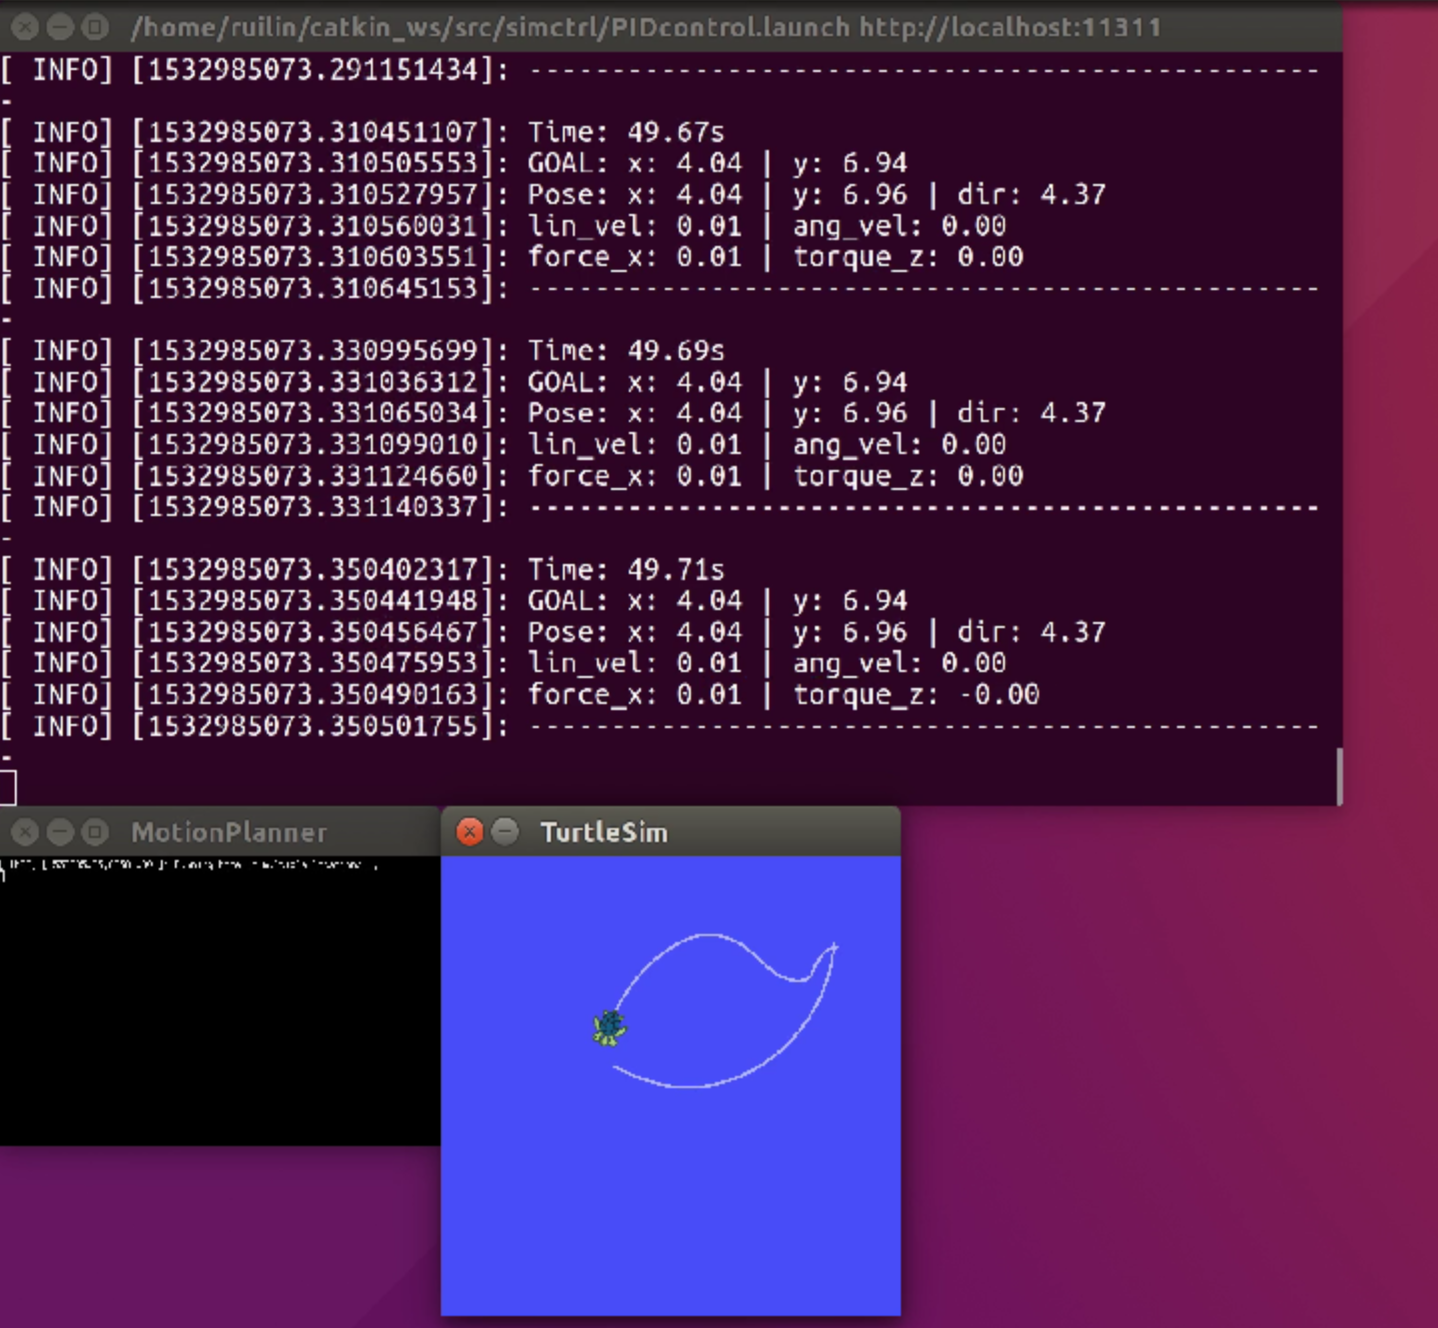 /home/ruilin/catkin_ws/src/simctrl/PIDcontrol.launch http://localhost:11311
[ INFO] [1532985073.291151434]: ------------------------------------------------
-
[ INFO] [1532985073.310451107]: Time: 49.67s
[ INFO] [1532985073.310505553]: GOAL: x: 4.04 | y: 6.94
[ INFO] [1532985073.310527957]: Pose: x: 4.04 | y: 6.96 | dir: 4.37
[ INFO] [1532985073.310560031]: lin_vel: 0.01 | ang_vel: 0.00
[ INFO] [1532985073.310603551]: force_x: 0.01 | torque_z: 0.00
[ INFO] [1532985073.310645153]: ------------------------------------------------
-
[ INFO] [1532985073.330995699]: Time: 49.69s
[ INFO] [1532985073.331036312]: GOAL: x: 4.04 | y: 6.94
[ INFO] [1532985073.331065034]: Pose: x: 4.04 | y: 6.96 | dir: 4.37
[ INFO] [1532985073.331099010]: lin_vel: 0.01 | ang_vel: 0.00
[ INFO] [1532985073.331124660]: force_x: 0.01 | torque_z: 0.00
[ INFO] [1532985073.331140337]: ------------------------------------------------
-
[ INFO] [1532985073.350402317]: Time: 49.71s
[ INFO] [1532985073.350441948]: GOAL: x: 4.04 | y: 6.94
[ INFO] [1532985073.350456467]: Pose: x: 4.04 | y: 6.96 | dir: 4.37
[ INFO] [1532985073.350475953]: lin_vel: 0.01 | ang_vel: 0.00
[ INFO] [1532985073.350490163]: force_x: 0.01 | torque_z: -0.00
[ INFO] [1532985073.350501755]: ------------------------------------------------
-
MotionPlanner
TurtleSim